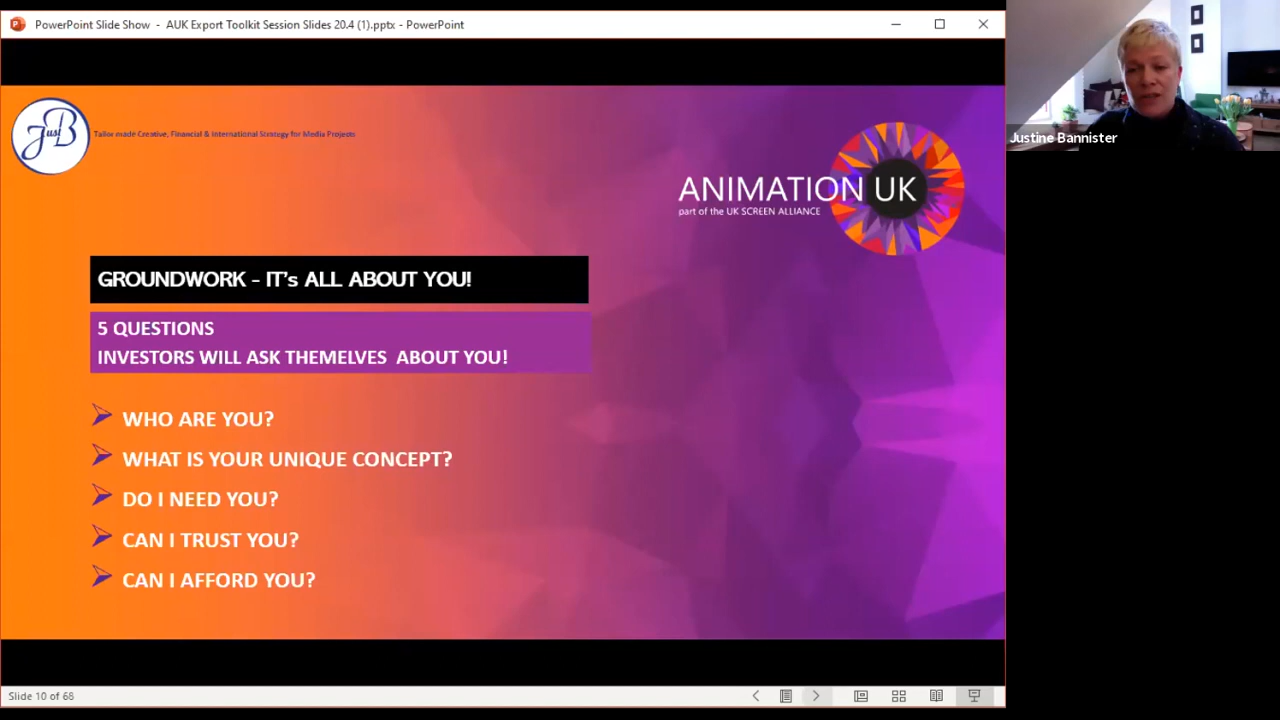 PowerPoint Slide Show - AUK Export Toolkit Session Slides 20.4 (1).pptx - PowerPoint
Just B
Tailor made Creative, Financial & International Strategy for Media Projects
Justine Bannister
ANIMATION UK
part of the UK SCREEN ALLIANCE
GROUNDWORK - IT's ALL ABOUT YOU!
5 QUESTIONS
INVESTORS WILL ASK THEMELVES ABOUT YOU!
WHO ARE YOU?
WHAT IS YOUR UNIQUE CONCEPT?
DO I NEED YOU?
CAN I TRUST YOU?
CAN I AFFORD YOU?
Slide 10 of 68